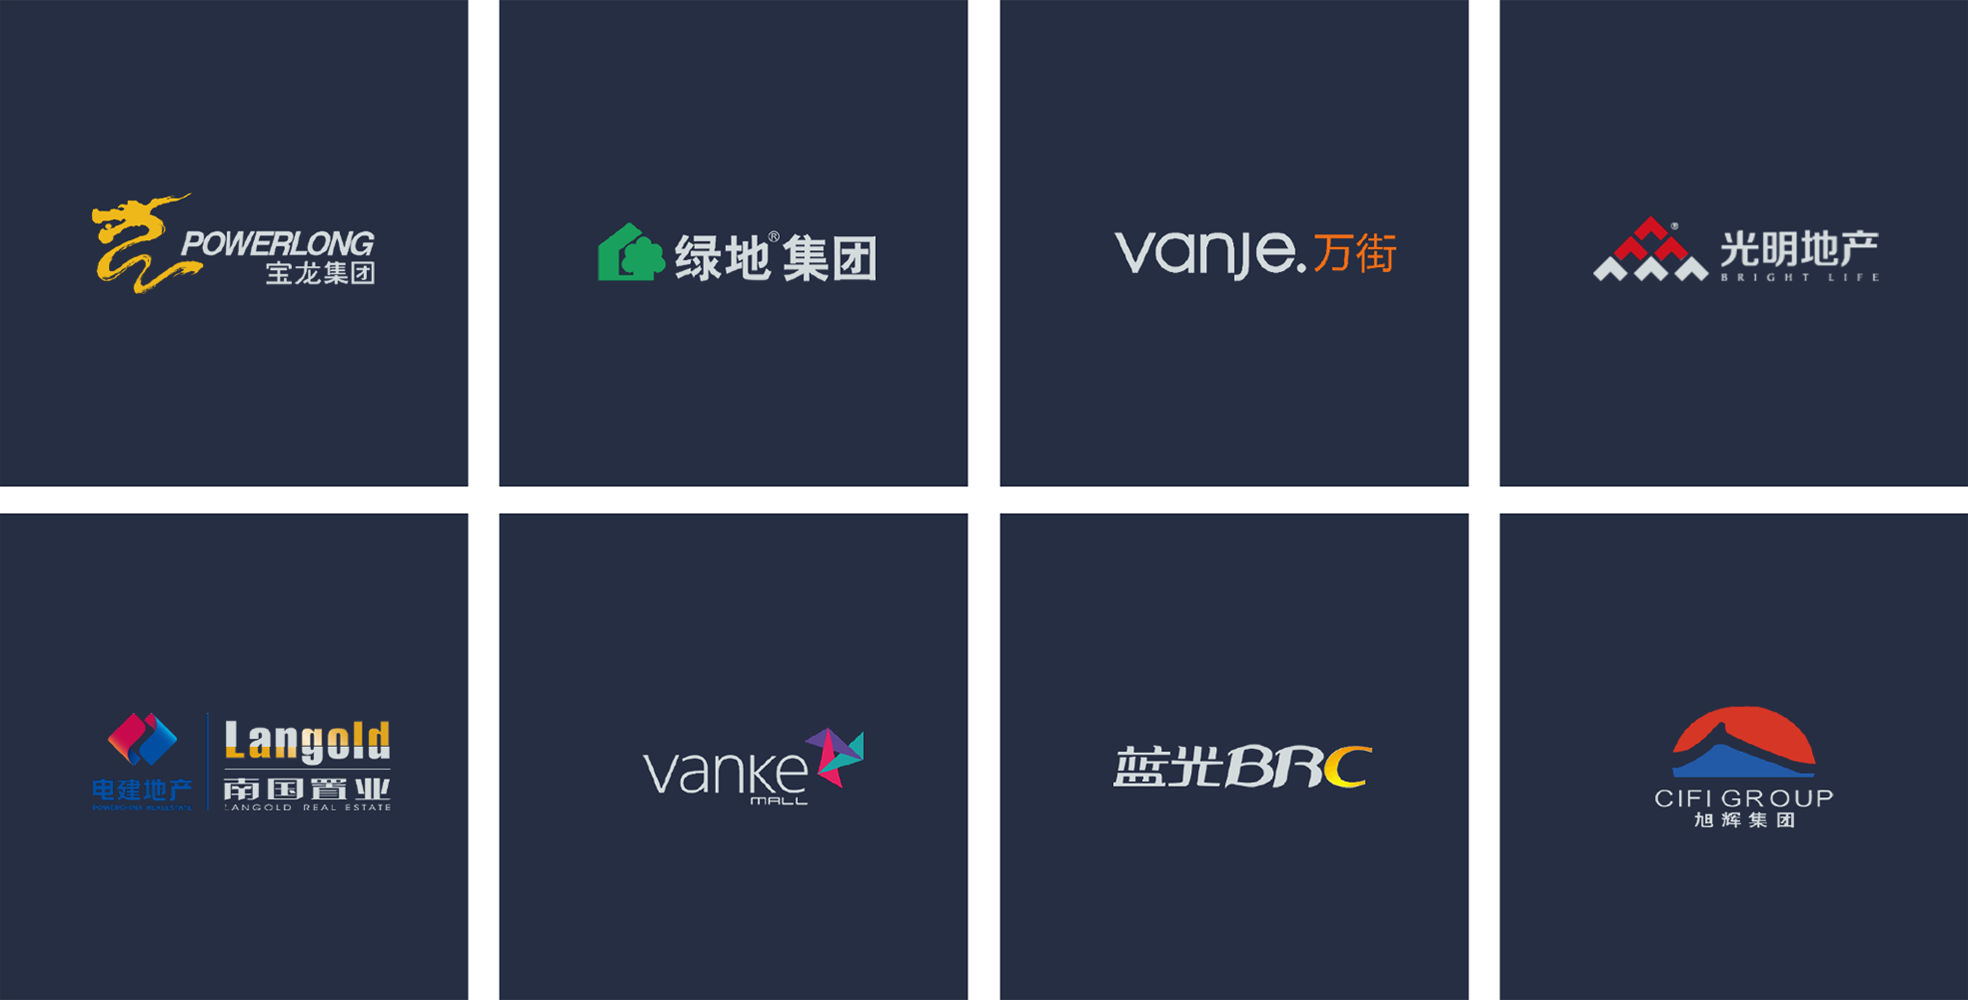 POWERLONG
宝龙集团
绿地®集团
vanje.万街
光明地产®
BRIGHT LIFE
电建地产
Langold
南国置业
LANGOLD REAL ESTATE
vanke
MALL
蓝光BRC
CIFI GROUP
旭辉集团